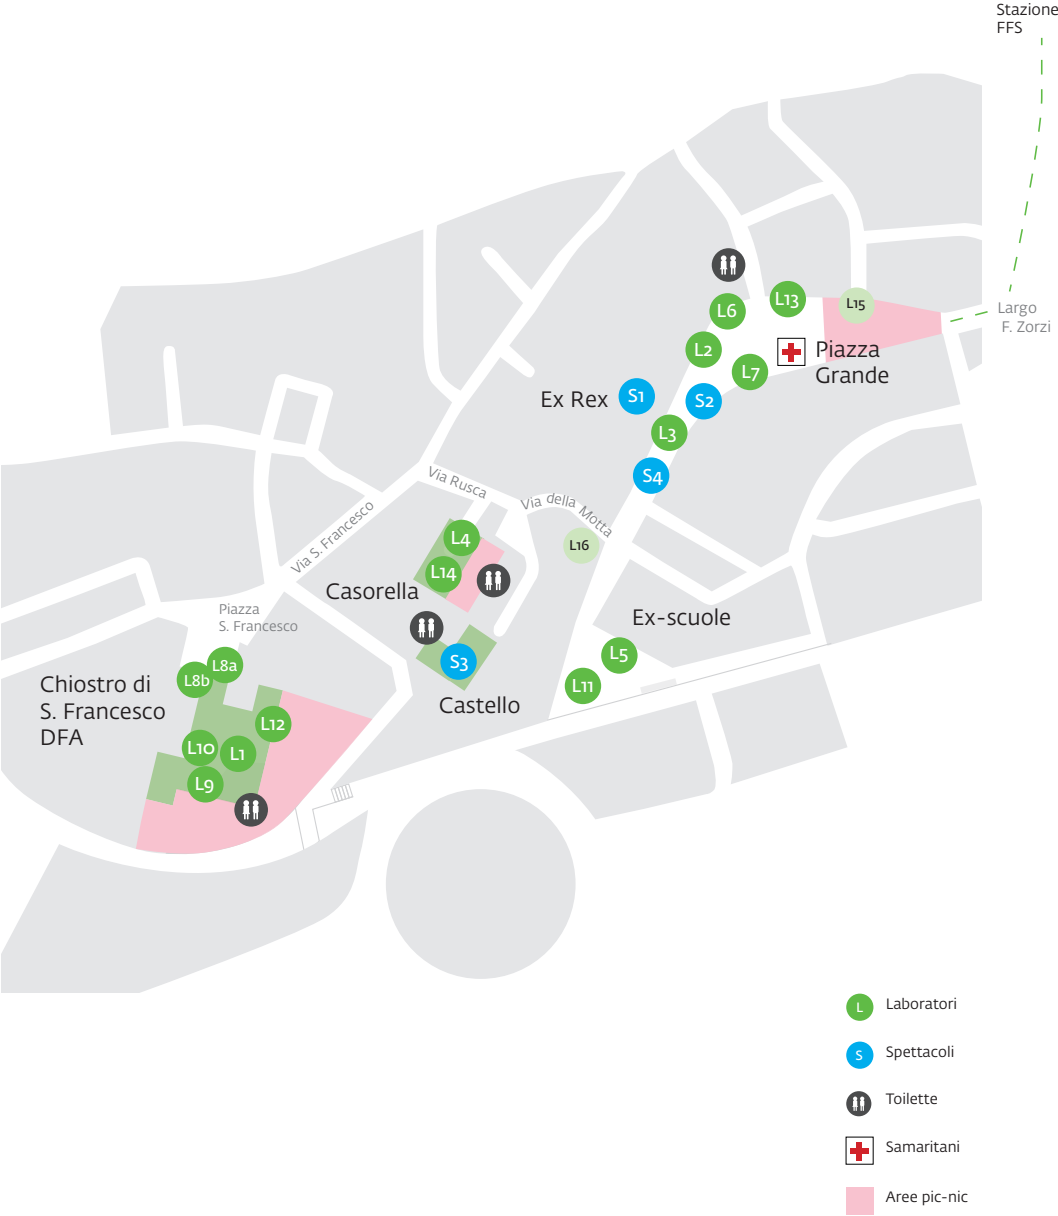 Stazione
FFS
L13
L15
L6
Largo
F. Zorzi
L2
Piazza
Grande
L7
Ex Rex
S1
S2
L3
S4
Via Rusca
Via della Motta
Via S. Francesco
L4
L16
L14
Casorella
Piazza
S. Francesco
Ex-scuole
S3
L5
L8a
L8b
L11
Chiostro di
S. Francesco
DFA
Castello
L12
L10
L1
L9
L Laboratori
S Spettacoli
Toilette
Samaritani
Aree pic-nic